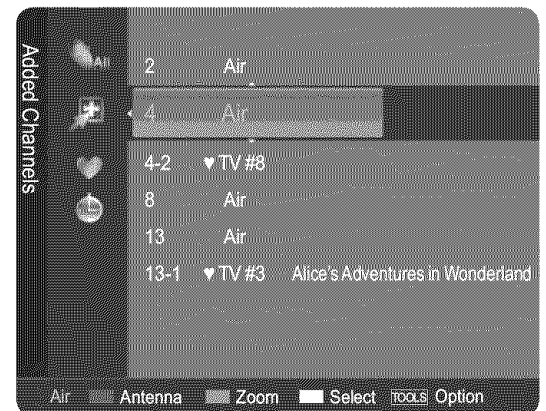 Added Channels
All
2 Air
4 Air
4-2 ♥ TV #8
8 Air
13 Air
13-1 ♥ TV #3 Alice's Adventures in Wonderland
Air Antenna Zoom Select TOOLS Option